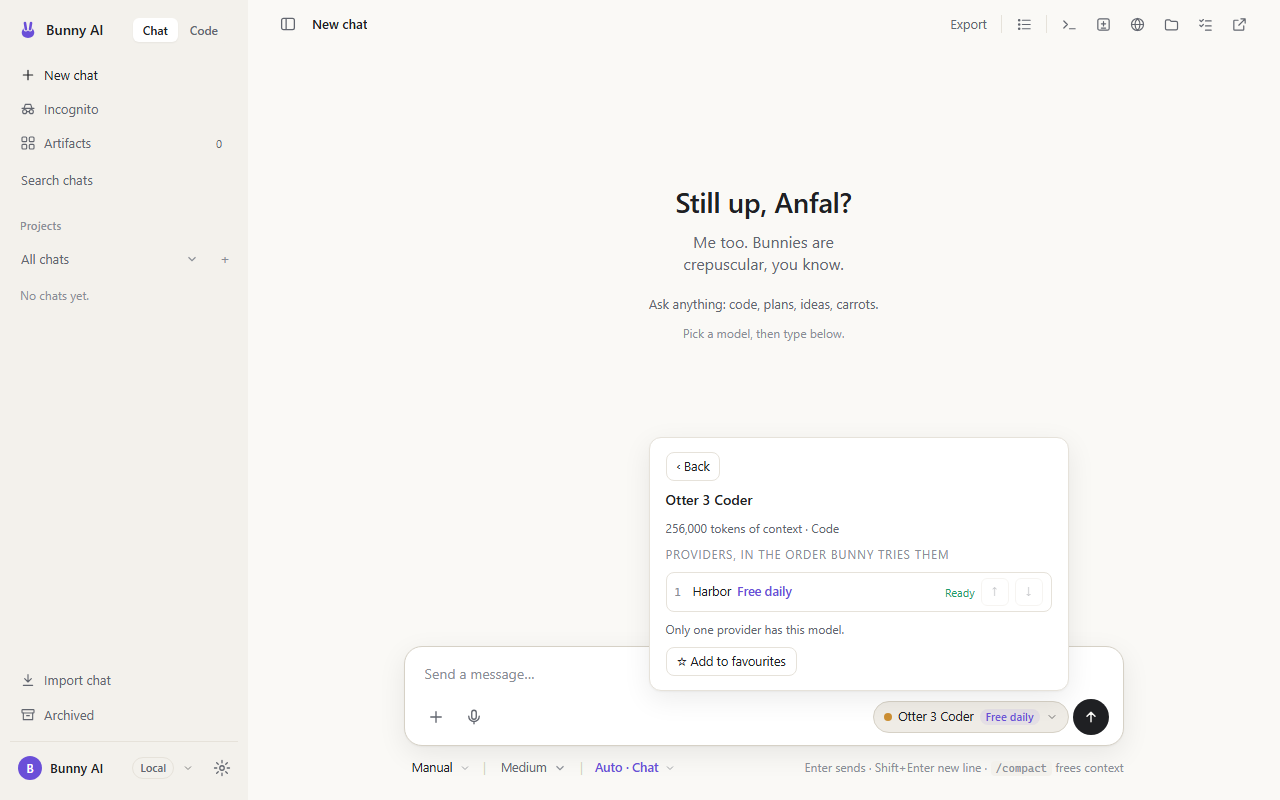 Bunny AI
Chat
Code
New chat
Incognito
Artifacts
0
Search chats
Projects
All chats
+
No chats yet.
Import chat
Archived
B
Bunny AI
Local
New chat
Export
Still up, Anfal?
Me too. Bunnies are
crepuscular, you know.
Ask anything: code, plans, ideas, carrots.
Pick a model, then type below.
‹ Back
Otter 3 Coder
256,000 tokens of context · Code
PROVIDERS, IN THE ORDER BUNNY TRIES THEM
1 Harbor Free daily Ready ↑ ↓
Only one provider has this model.
☆ Add to favourites
Send a message...
Otter 3 Coder Free daily
Manual
Medium
Auto · Chat
Enter sends · Shift+Enter new line · /compact frees context